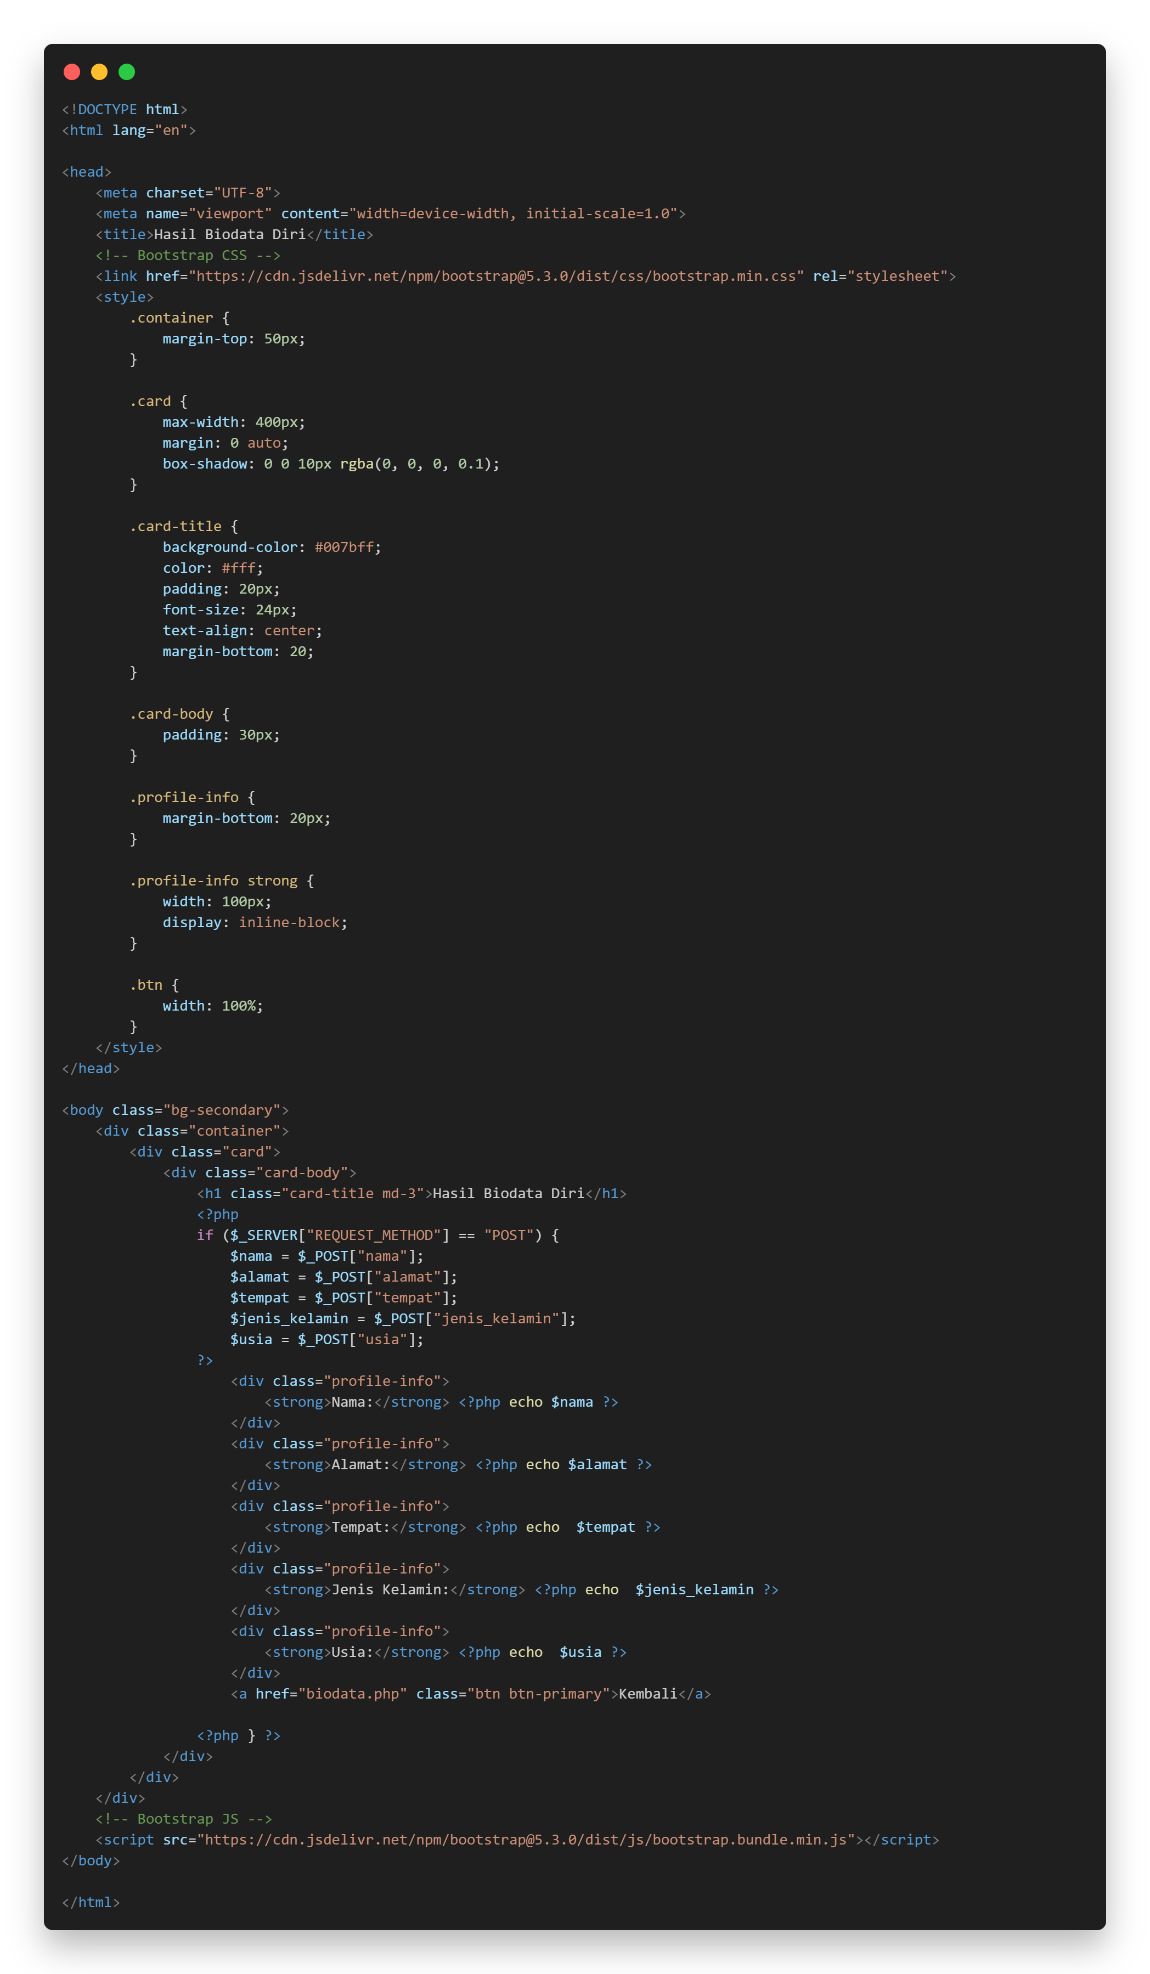 <!DOCTYPE html>
<html lang="en">

<head>
    <meta charset="UTF-8">
    <meta name="viewport" content="width=device-width, initial-scale=1.0">
    <title>Hasil Biodata Diri</title>
    <!-- Bootstrap CSS -->
    <link href="https://cdn.jsdelivr.net/npm/bootstrap@5.3.0/dist/css/bootstrap.min.css" rel="stylesheet">
    <style>
        .container {
            margin-top: 50px;
        }

        .card {
            max-width: 400px;
            margin: 0 auto;
            box-shadow: 0 0 10px rgba(0, 0, 0, 0.1);
        }

        .card-title {
            background-color: #007bff;
            color: #fff;
            padding: 20px;
            font-size: 24px;
            text-align: center;
            margin-bottom: 20;
        }

        .card-body {
            padding: 30px;
        }

        .profile-info {
            margin-bottom: 20px;
        }

        .profile-info strong {
            width: 100px;
            display: inline-block;
        }

        .btn {
            width: 100%;
        }
    </style>
</head>

<body class="bg-secondary">
    <div class="container">
        <div class="card">
            <div class="card-body">
                <h1 class="card-title md-3">Hasil Biodata Diri</h1>
                <?php
                if ($_SERVER["REQUEST_METHOD"] == "POST") {
                    $nama = $_POST["nama"];
                    $alamat = $_POST["alamat"];
                    $tempat = $_POST["tempat"];
                    $jenis_kelamin = $_POST["jenis_kelamin"];
                    $usia = $_POST["usia"];
                ?>
                    <div class="profile-info">
                        <strong>Nama:</strong> <?php echo $nama ?>
                    </div>
                    <div class="profile-info">
                        <strong>Alamat:</strong> <?php echo $alamat ?>
                    </div>
                    <div class="profile-info">
                        <strong>Tempat:</strong> <?php echo  $tempat ?>
                    </div>
                    <div class="profile-info">
                        <strong>Jenis Kelamin:</strong> <?php echo  $jenis_kelamin ?>
                    </div>
                    <div class="profile-info">
                        <strong>Usia:</strong> <?php echo  $usia ?>
                    </div>
                    <a href="biodata.php" class="btn btn-primary">Kembali</a>

                <?php } ?>
            </div>
        </div>
    </div>
    <!-- Bootstrap JS -->
    <script src="https://cdn.jsdelivr.net/npm/bootstrap@5.3.0/dist/js/bootstrap.bundle.min.js"></script>
</body>

</html>